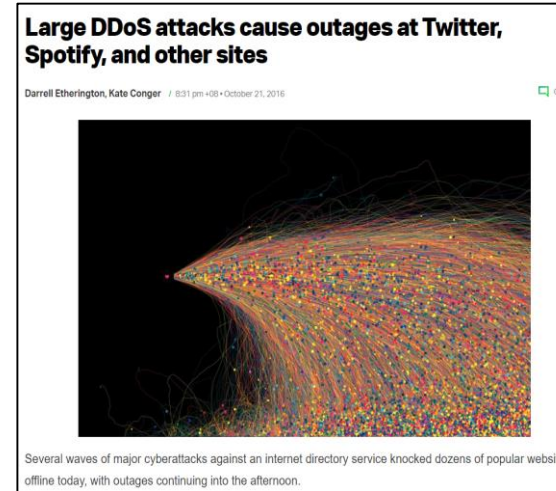 Large DDoS attacks cause outages at Twitter,
Spotify, and other sites
Darrell Etherington, Kate Conger / 8:31 pm +08 • October 21, 2016
Several waves of major cyberattacks against an internet directory service knocked dozens of popular websi
offline today, with outages continuing into the afternoon.